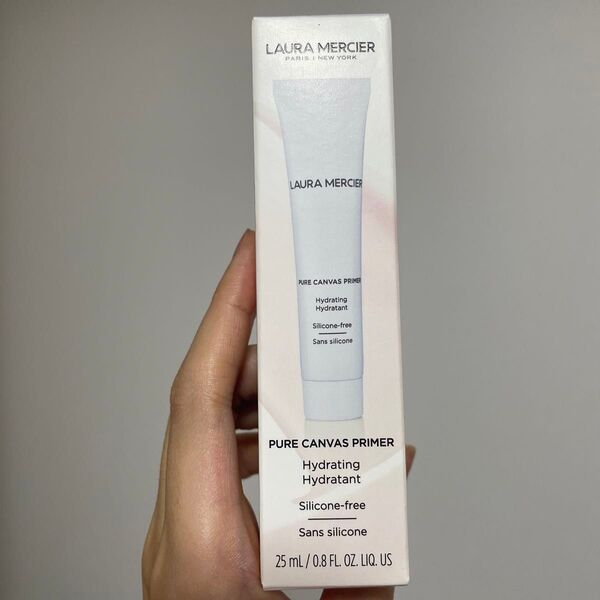 LAURA MERCIER
PARIS | NEW YORK
LAURA MERCIER
PURE CANVAS PRIMER
Hydrating
Hydratant
Silicone-free
Sans silicone
PURE CANVAS PRIMER
Hydrating
Hydratant
Silicone-free
Sans silicone
25 mL / 0.8 FL. OZ. LIQ. US